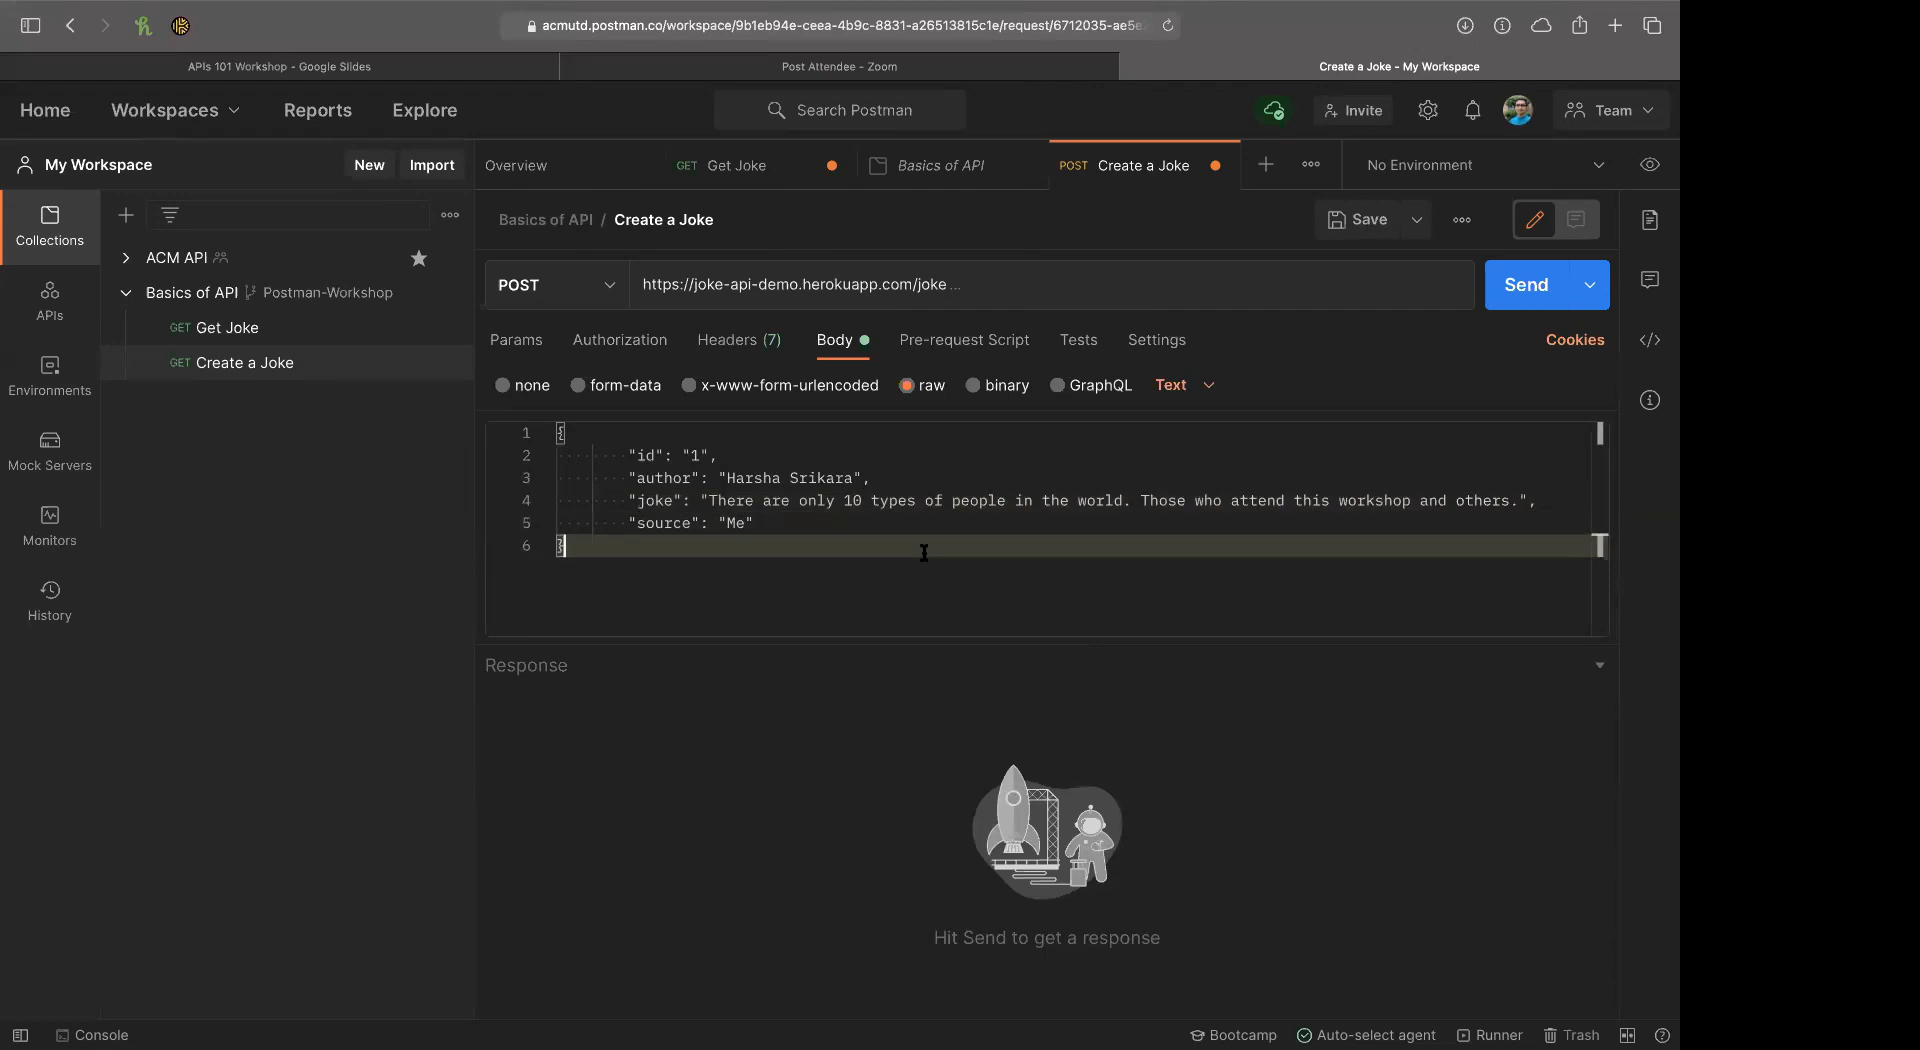 acmutd.postman.co/workspace/9b1eb94e-ceea-4b9c-8831-a26513815c1e/request/6712035-ae5e
APIs 101 Workshop - Google Slides
Post Attendee - Zoom
Create a Joke - My Workspace
Home
Workspaces
Reports
Explore
Search Postman
Invite
Team
My Workspace
New
Import
Overview
GET Get Joke
Basics of API
POST Create a Joke
No Environment
Collections
APIs
Environments
Mock Servers
Monitors
History
ACM API
Basics of API Postman-Workshop
GET Get Joke
GET Create a Joke
Basics of API / Create a Joke
Save
POST
https://joke-api-demo.herokuapp.com/joke ...
Send
Params
Authorization
Headers (7)
Body
Pre-request Script
Tests
Settings
Cookies
none
form-data
x-www-form-urlencoded
raw
binary
GraphQL
Text
1 {
2 "id": "1",
3 "author": "Harsha Srikara",
4 "joke": "There are only 10 types of people in the world. Those who attend this workshop and others.",
5 "source": "Me"
6 }
Response
Hit Send to get a response
Console
Bootcamp
Auto-select agent
Runner
Trash